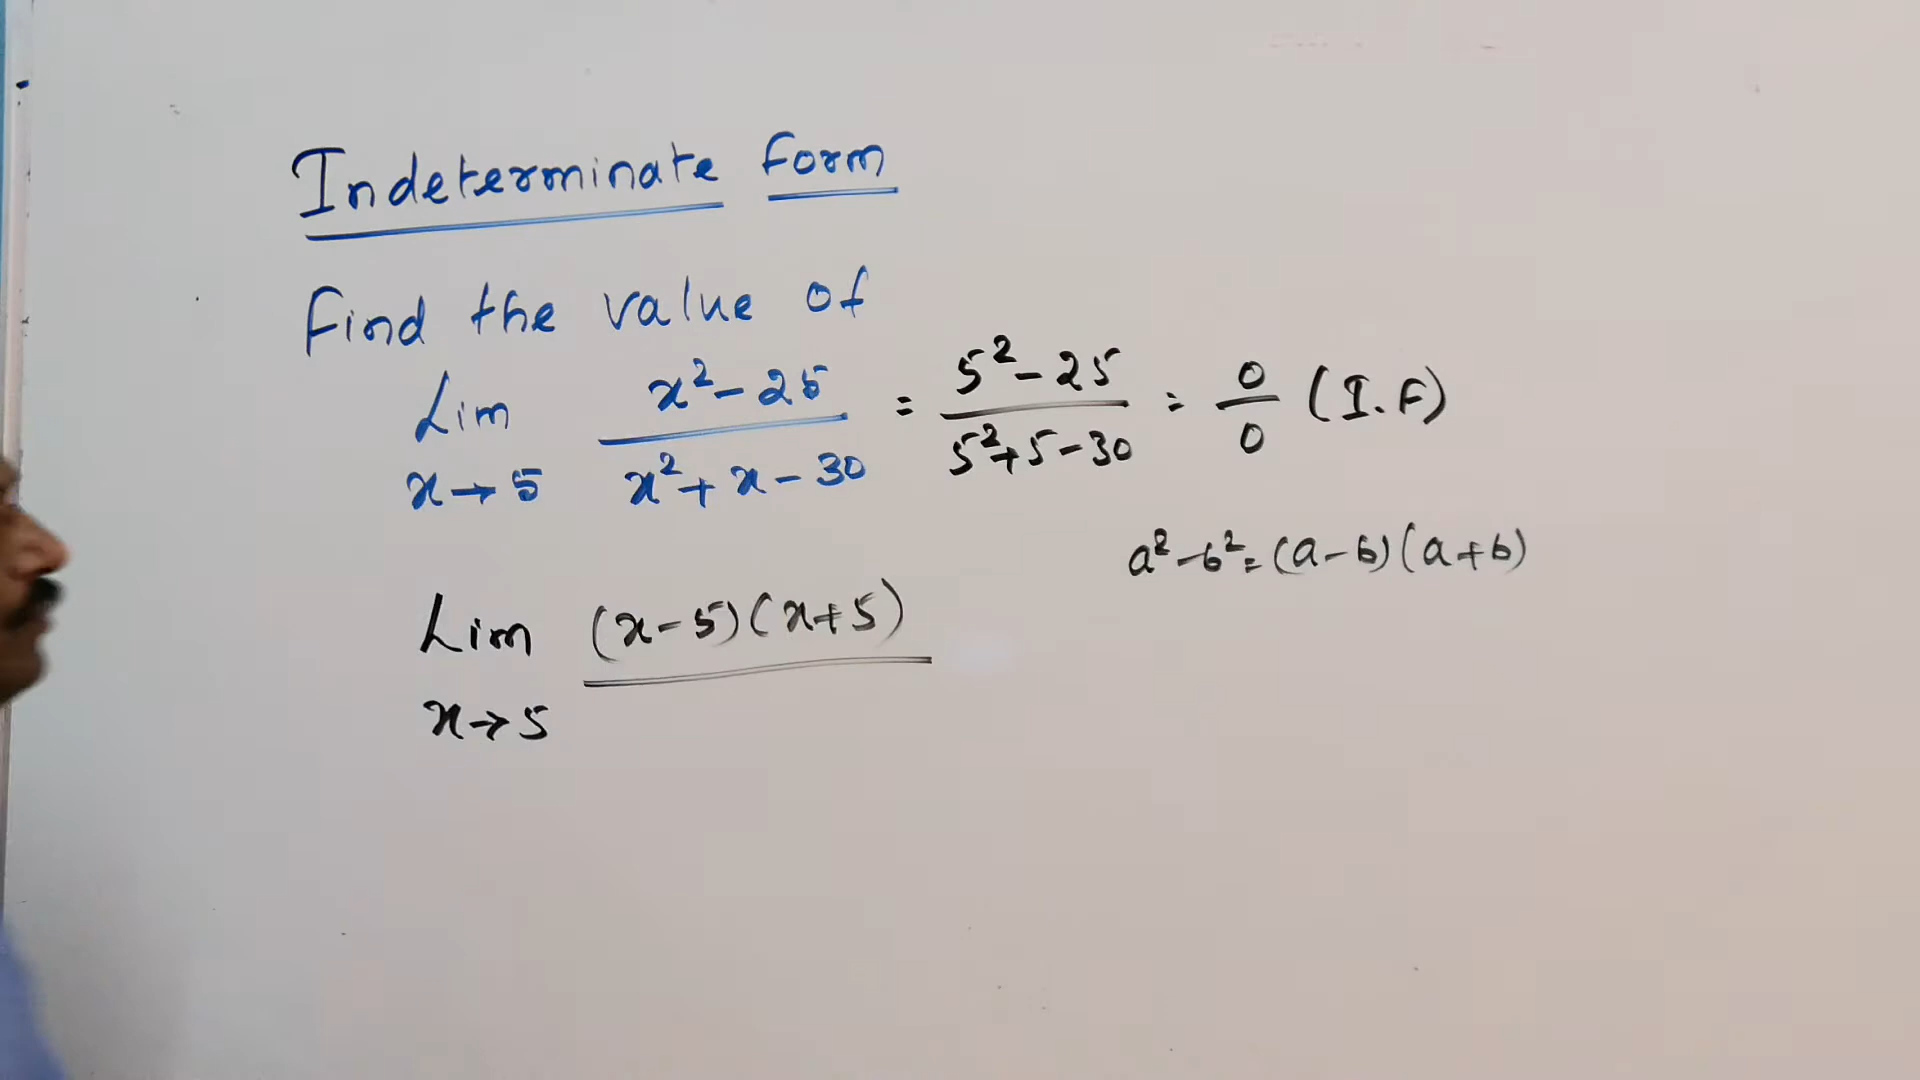 Indeterminate form
Find the value of
Lim x²-25 = 5²-25 = 0 (I.F)
x→5 x²+x-30 5²+5-30 0
a²-b²=(a-b)(a+b)
Lim (x-5)(x+5)
x→5